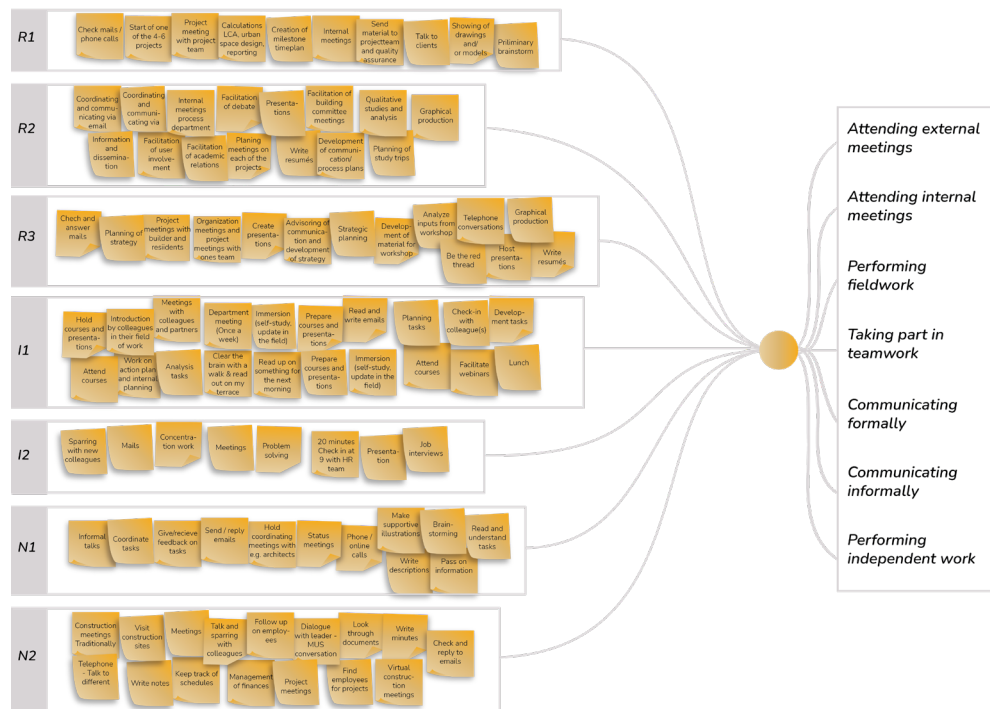 R1
Check mails /
phone calls
Start of one
of the 4-6
projects
Project
meeting with
project team
Calculations
LCA, urban
space design,
reporting
Creation of
milestone
timeplan
Internal
meetings
Send
material to
projectteam
and quality
assurance
Talk to
clients
Showing of
drawings
and/
or models
Priliminary
brainstorm
R2
Coordinating
and commu-
nicating via
email
Coordinating
and
communi-
cating via
Internal
meetings
process
department
Facilitation
of debate
Presenta-
tions
Facilitation of
building
committee
meetings
Qualitative
studies and
analysis
Graphical
production
Information
and
dissemina-
tion
Facilitation
of user
involve-
ment
Facilitation
of academic
relations
Planing
meetings on
each of the
projects
Write
resumés
Development
of communi-
cation/
process plans
Planning of
study trips
R3
Chech and
answer
mails
Planning of
strategy
Project
meetings with
builder and
residents
Organization
meetings and
project
meetings with
ones team
Create
presenta-
tions
Advisoring of
communica-
tion and
development
of strategy
Strategic
planning
Develop-
ment of
material for
workshop
Analyze
inputs from
workshop
Telephone
conversations
Graphical
production
Be the red
thread
Host
presenta-
tions
Write
resumés
I1
Hold
courses and
presenta-
tions
Introduction
by colleagues
in their field
of work
Meetings
with
colleagues
and partners
Department
meeting
(Once a
week)
Immersion
(self-study,
update in
the field)
Prepare
courses and
presenta-
tions
Read and
write emails
Planning
tasks
Check-in
with
colleague(s)
Develop-
ment tasks
Attend
courses
Work on
action plan
and internal
planning
Analysis
tasks
Clear the
brain with a
walk & read
out on my
terrace
Read up on
something for
the next
morning
Prepare
courses and
presenta-
tions
Immersion
(self-study,
update in the
field)
Attend
courses
Facilitate
webinars
Lunch
I2
Sparring
with new
colleagues
Mails
Concentra-
tion work
Meetings
Problem
solving
20 minutes
Check in at
9 with HR
team
Presenta-
tion
Job
interviews
N1
Informal
talks
Coordinate
tasks
Give/recieve
feedback on
tasks
Send / reply
emails
Hold
coordinating
meetings with
e.g. architects
Status
meetings
Phone /
online
calls
Make
supportive
illustrations
Brain-
storming
Read and
understand
tasks
Write
descriptions
Pass on
information
N2
Construction
meetings
Traditionally
Visit
construction
sites
Meetings
Talk and
sparring
with
colleagues
Follow up
on employ-
ees
Dialogue
with leader -
MUS
conversation
Look
through
documents
Write
minutes
Check and
reply to
emails
Telephone
- Talk to
different
Write notes
Keep track of
schedules
Management
of finances
Project
meetings
Find
employees
for projects
Virtual
construc-
tion
meetings
Attending external
meetings
Attending internal
meetings
Performing
fieldwork
Taking part in
teamwork
Communicating
formally
Communicating
informally
Performing
independent work